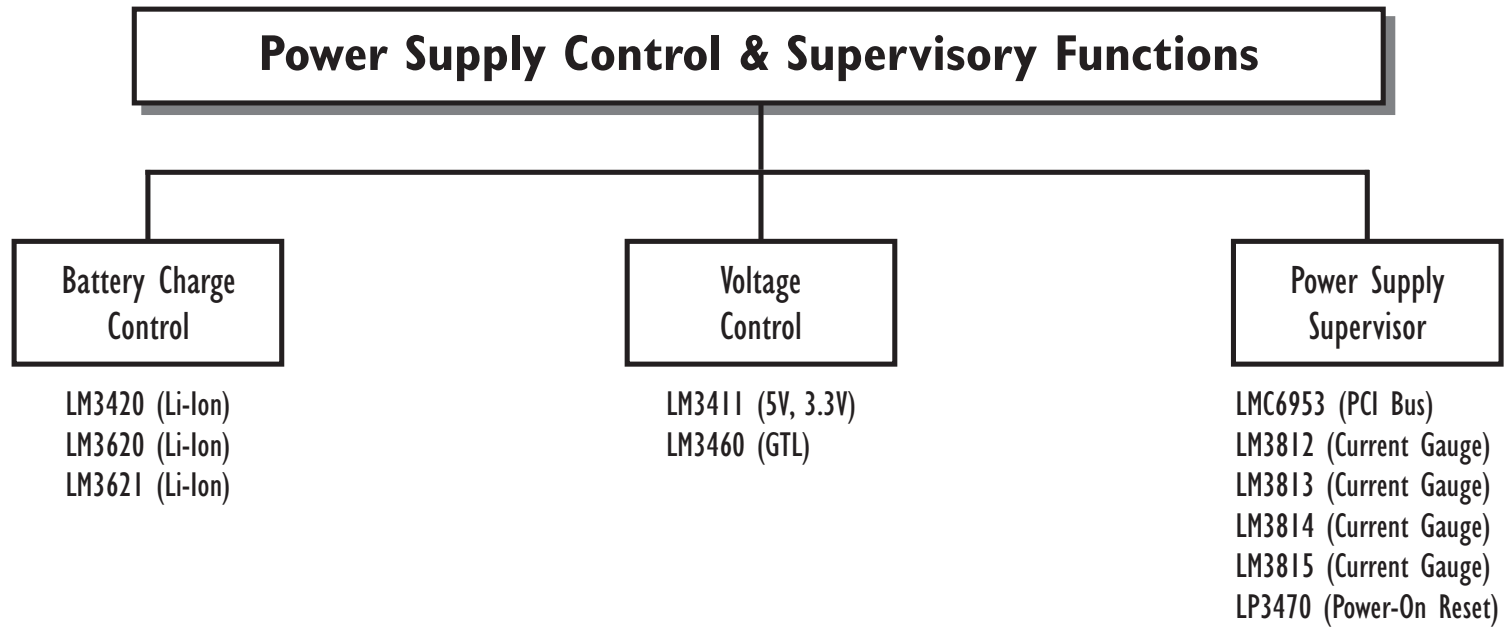 Power Supply Control & Supervisory Functions
Battery Charge
Control
LM3420 (Li-Ion)
LM3620 (Li-Ion)
LM3621 (Li-Ion)
Voltage
Control
LM3411 (5V, 3.3V)
LM3460 (GTL)
Power Supply
Supervisor
LMC6953 (PCI Bus)
LM3812 (Current Gauge)
LM3813 (Current Gauge)
LM3814 (Current Gauge)
LM3815 (Current Gauge)
LP3470 (Power-On Reset)